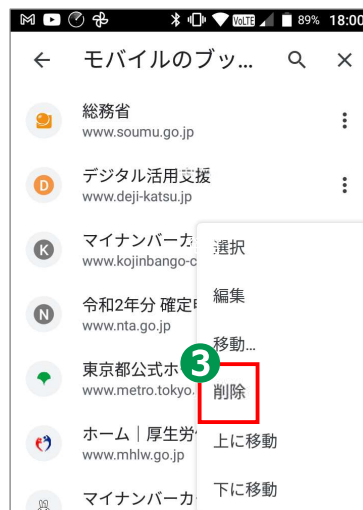 VoLTE 89% 18:00
モバイルのブッ...
総務省
www.soumu.go.jp
デジタル活用支援
www.deji-katsu.jp
K マイナンバーカ
www.kojinbango-c
選択
編集
移動...
3
削除
上に移動
下に移動
N 令和2年分 確定
www.nta.go.jp
東京都公式ホ
www.metro.tokyo.
ホーム｜厚生労
www.mhlw.go.jp
マイナンバーカ